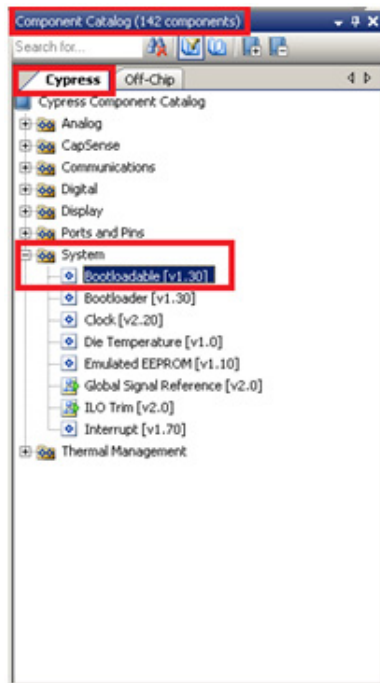 Component Catalog (142 components)
Search for...
Cypress Off-Chip
Cypress Component Catalog
Analog
CapSense
Communications
Digital
Display
Ports and Pins
System
Bootloadable [v1.30]
Bootloader [v1.30]
Clock [v2.20]
Die Temperature [v1.0]
Emulated EEPROM [v1.10]
Global Signal Reference [v2.0]
ILO Trim [v2.0]
Interrupt [v1.70]
Thermal Management